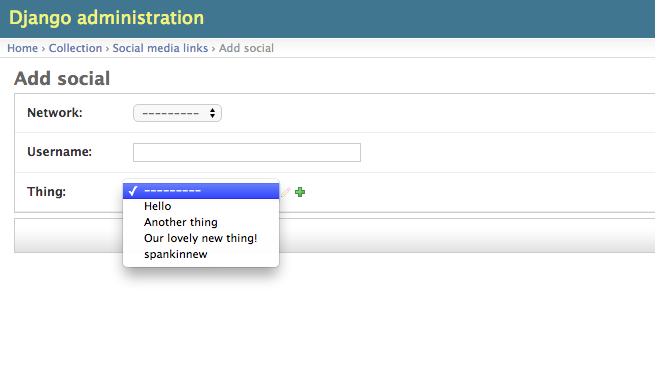 Django administration
Home › Collection › Social media links › Add social
Add social
Network: ---------
Username:
Thing: ✓ ---------
Hello
Another thing
Our lovely new thing!
spankinnew